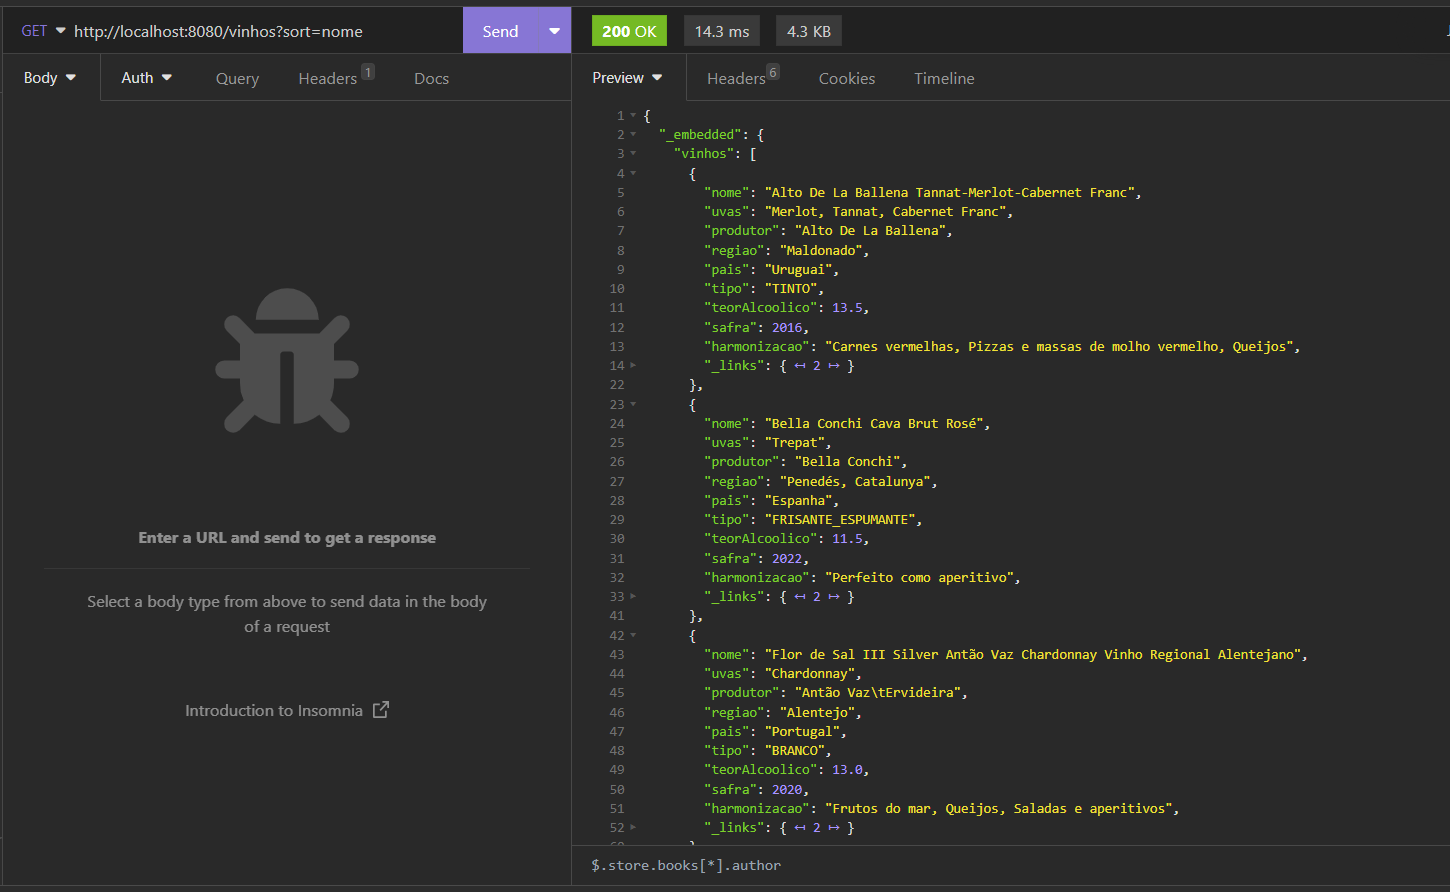 GET http://localhost:8080/vinhos?sort=nome Send
200 OK 14.3 ms 4.3 KB
Body Auth Query Headers 1 Docs
Enter a URL and send to get a response
Select a body type from above to send data in the body
of a request
Introduction to Insomnia
Preview Headers 6 Cookies Timeline
1 {
2 "_embedded": {
3 "vinhos": [
4 {
5 "nome": "Alto De La Ballena Tannat-Merlot-Cabernet Franc",
6 "uvas": "Merlot, Tannat, Cabernet Franc",
7 "produtor": "Alto De La Ballena",
8 "regiao": "Maldonado",
9 "pais": "Uruguai",
10 "tipo": "TINTO",
11 "teorAlcoolico": 13.5,
12 "safra": 2016,
13 "harmonizacao": "Carnes vermelhas, Pizzas e massas de molho vermelho, Queijos",
14 "_links": { ↤ 2 ↦ }
22 },
23 {
24 "nome": "Bella Conchi Cava Brut Rosé",
25 "uvas": "Trepat",
26 "produtor": "Bella Conchi",
27 "regiao": "Penedés, Catalunya",
28 "pais": "Espanha",
29 "tipo": "FRISANTE_ESPUMANTE",
30 "teorAlcoolico": 11.5,
31 "safra": 2022,
32 "harmonizacao": "Perfeito como aperitivo",
33 "_links": { ↤ 2 ↦ }
41 },
42 {
43 "nome": "Flor de Sal III Silver Antão Vaz Chardonnay Vinho Regional Alentejano",
44 "uvas": "Chardonnay",
45 "produtor": "Antão Vaz\tErvideira",
46 "regiao": "Alentejo",
47 "pais": "Portugal",
48 "tipo": "BRANCO",
49 "teorAlcoolico": 13.0,
50 "safra": 2020,
51 "harmonizacao": "Frutos do mar, Queijos, Saladas e aperitivos",
52 "_links": { ↤ 2 ↦ }
$.store.books[*].author